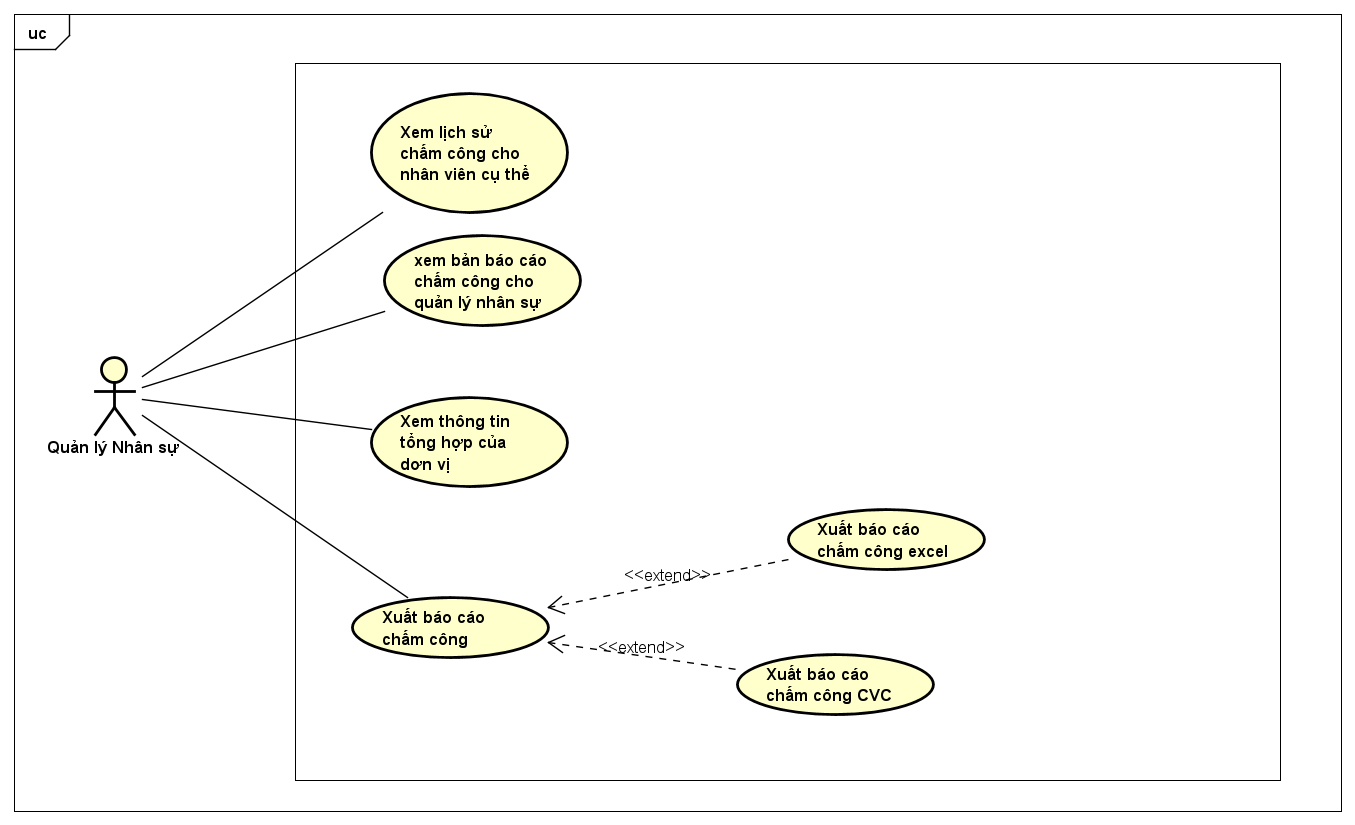 uc
Xem lịch sử
chấm công cho
nhân viên cụ thể
xem bản báo cáo
chấm công cho
quản lý nhân sự
Quản lý Nhân sự
Xem thông tin
tổng hợp của
dơn vị
Xuất báo cáo
chấm công excel
<<extend>>
Xuất báo cáo
chấm công
<<extend>>
Xuất báo cáo
chấm công CVC